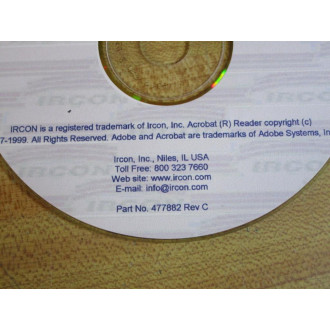 IRCON
IRCON is a registered trademark of Ircon, Inc. Acrobat (R) Reader copyright (c)
7-1999. All Rights Reserved. Adobe and Acrobat are trademarks of Adobe Systems, In
Ircon, Inc., Niles, IL USA
Toll Free: 800 323 7660
Web site: www.ircon.com
E-mail: info@ircon.com
Part No. 477882 Rev C